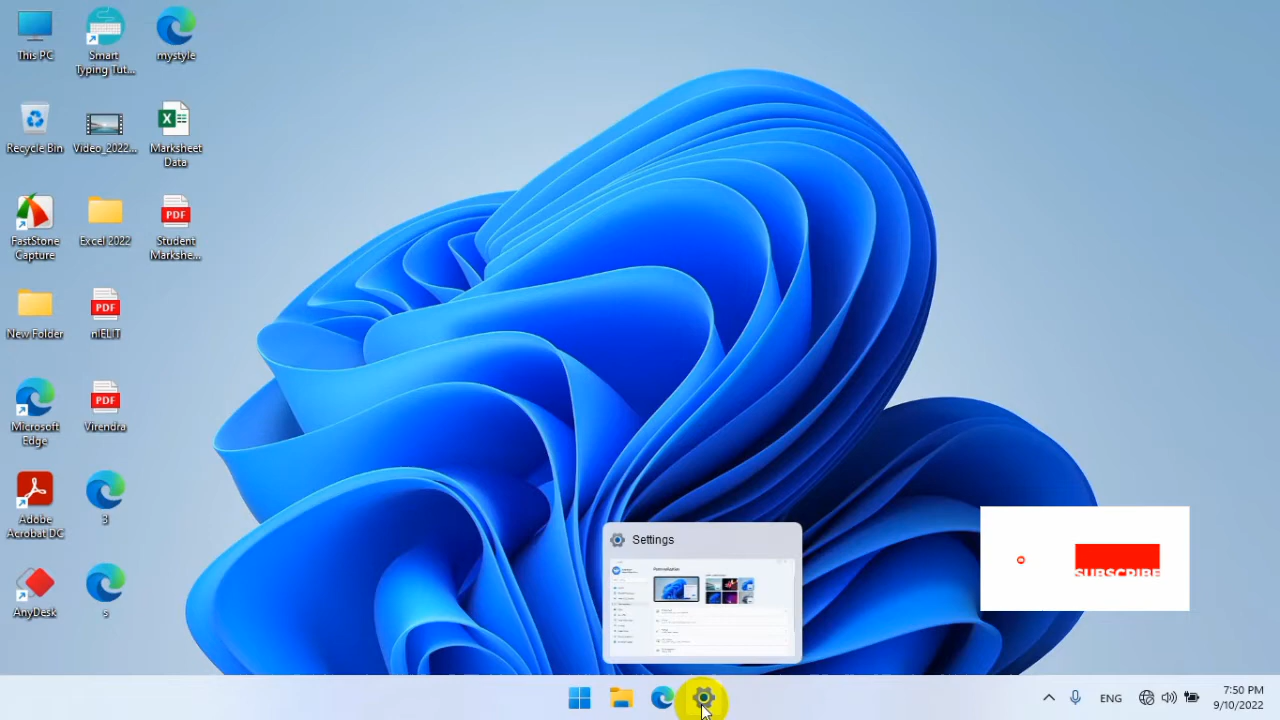 This PC
Smart
Typing Tut...
mystyle
Recycle Bin
Video_2022...
Marksheet
Data
FastStone
Capture
Excel 2022
PDF
Student
Markshe...
New Folder
PDF
nIELIT
Microsoft
Edge
PDF
Virendra
Adobe
Acrobat DC
3
AnyDesk
s
Settings
Personalization
SUBSCRIBE
ENG
7:50 PM
9/10/2022